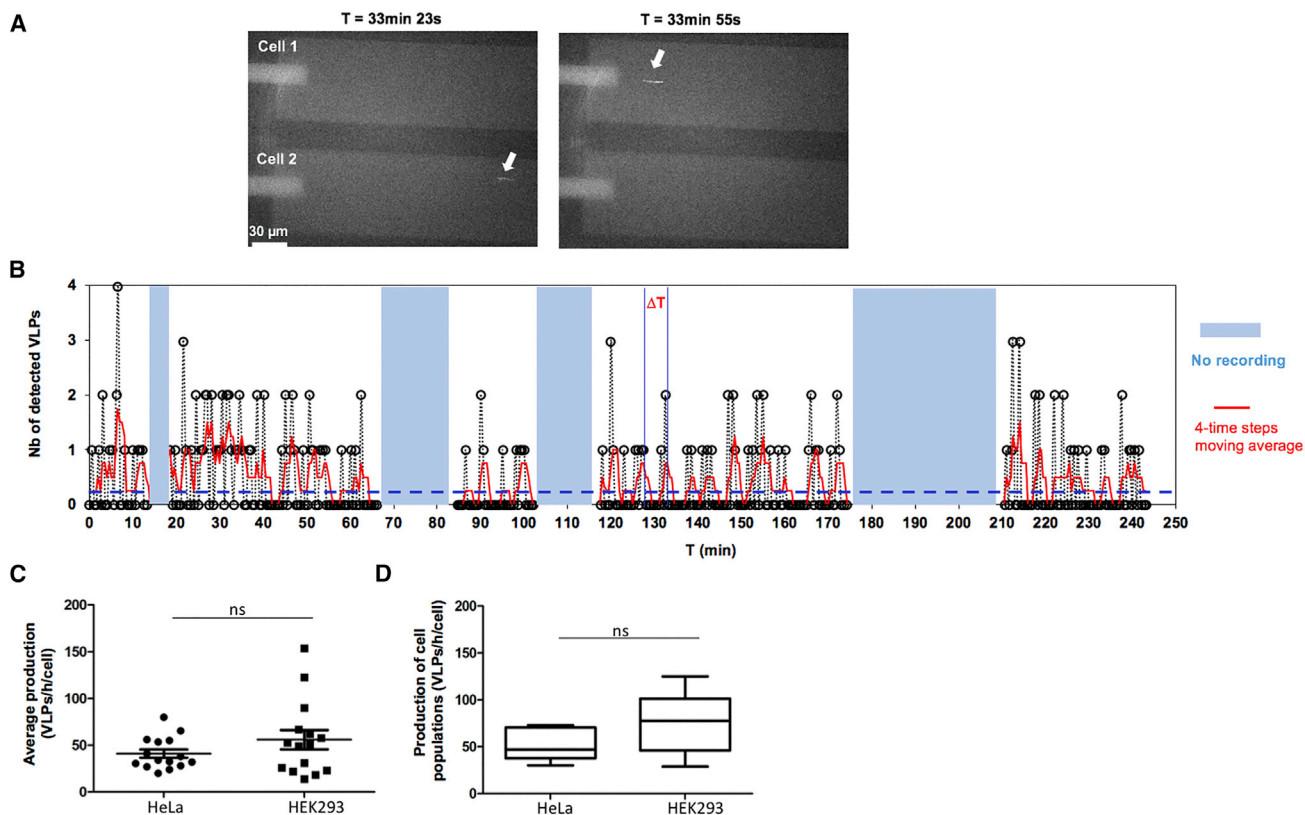 A
T = 33min 23s
T = 33min 55s
Cell 1
Cell 2
30 µm
B
Nb of detected VLPs
4
3
2
1
0
ΔT
0 10 20 30 40 50 60 70 80 90 100 110 120 130 140 150 160 170 180 190 200 210 220 230 240 250
T (min)
No recording
4-time steps
moving average
C
Average production
(VLPs/h/cell)
200
150
100
50
0
ns
HeLa
HEK293
D
Production of cell
populations (VLPs/h/cell)
200
150
100
50
0
ns
HeLa
HEK293